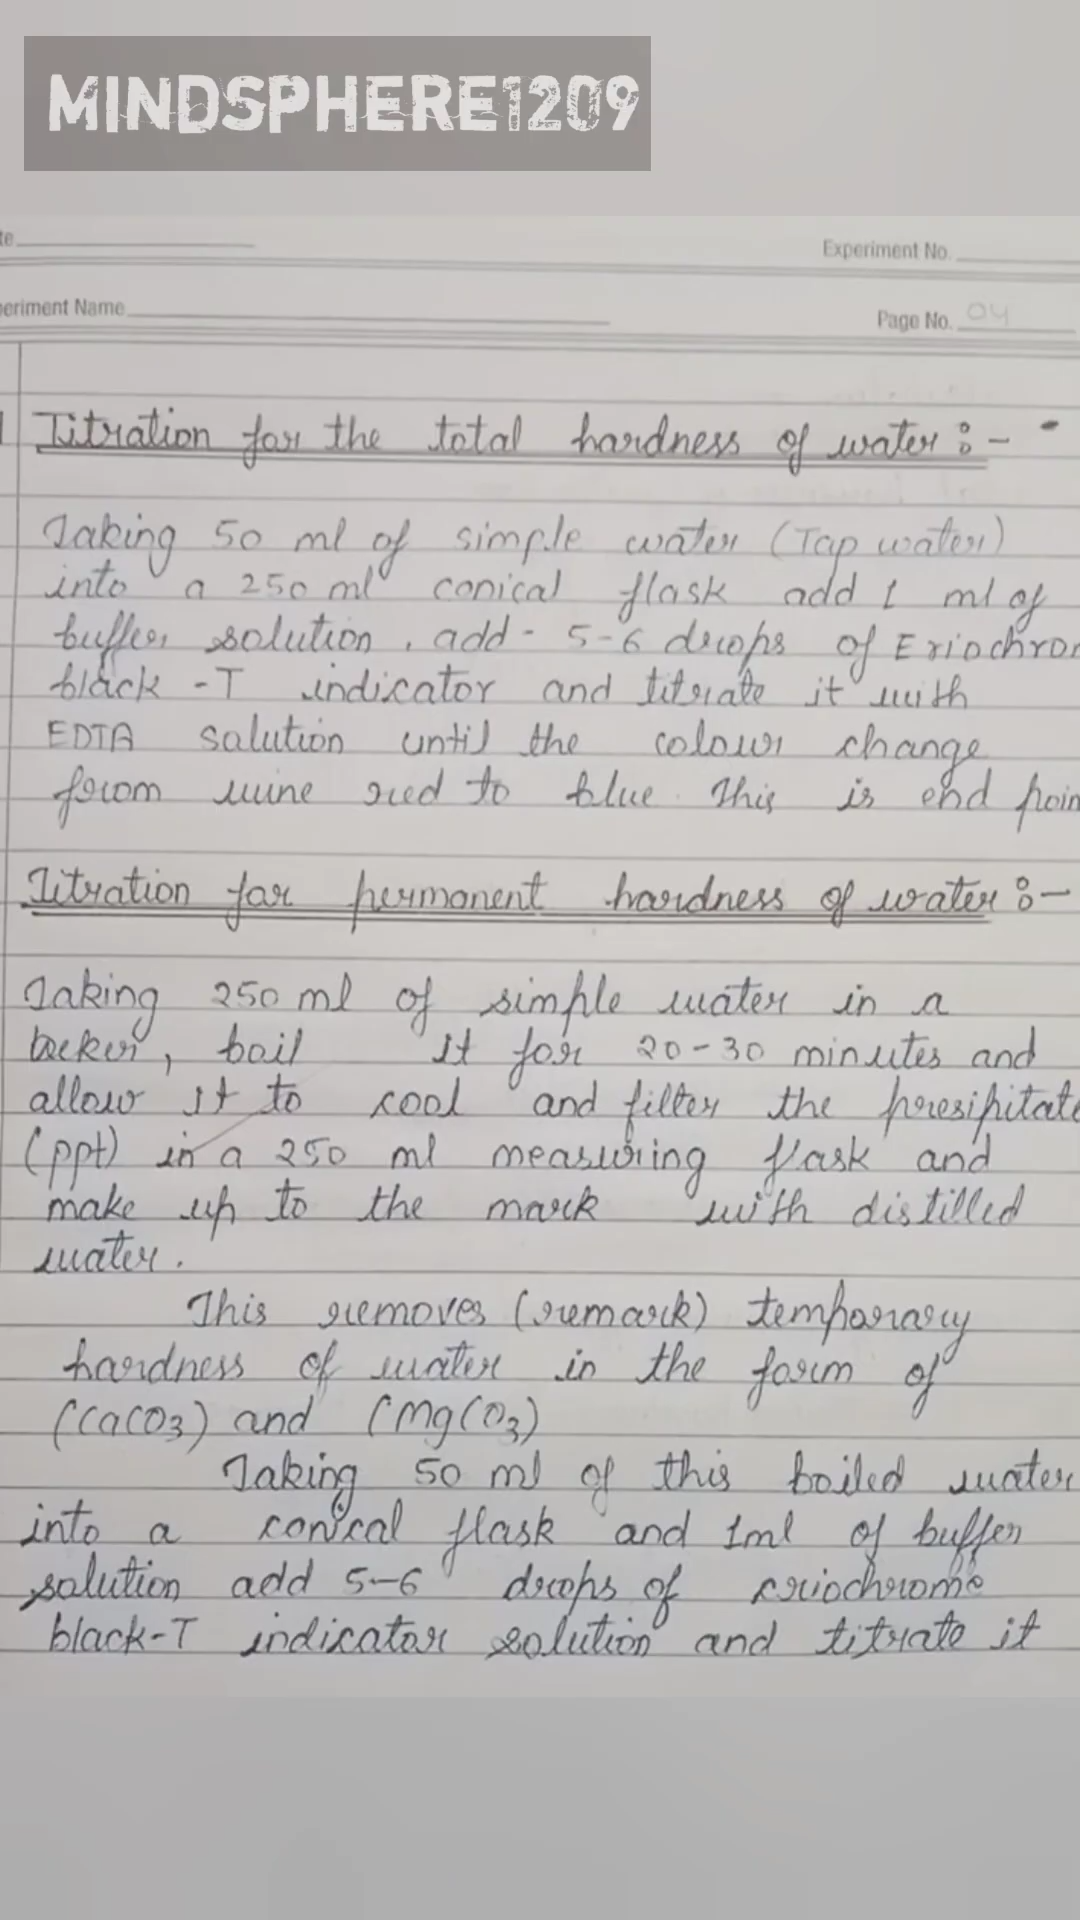 MINDSPHERE1209
te
Experiment No.
periment Name
Page No. 04
Titration for the total hardness of water :-
Taking 50 ml of simple water (Tap water)
into a 250 ml conical flask add 1 ml of
buffer solution. add - 5-6 drops of Eriochrom
black -T indicator and titrate it with
EDTA solution until the colour change
from wine red to blue. This is end poin
Titration for permanent hardness of water :-
Taking 250 ml of simple water in a
beker, boil it for 20-30 minutes and
allow it to cool and filter the presipitate
(ppt) in a 250 ml measuring flask and
make up to the mark with distilled
water.
This removes (remark) temporary
hardness of water in the form of
(CaCO3) and (MgCO3)
Taking 50 ml of this boiled water
into a conical flask and 1ml of buffer
solution add 5-6 drops of eriochrome
black-T indicator solution and titrate it